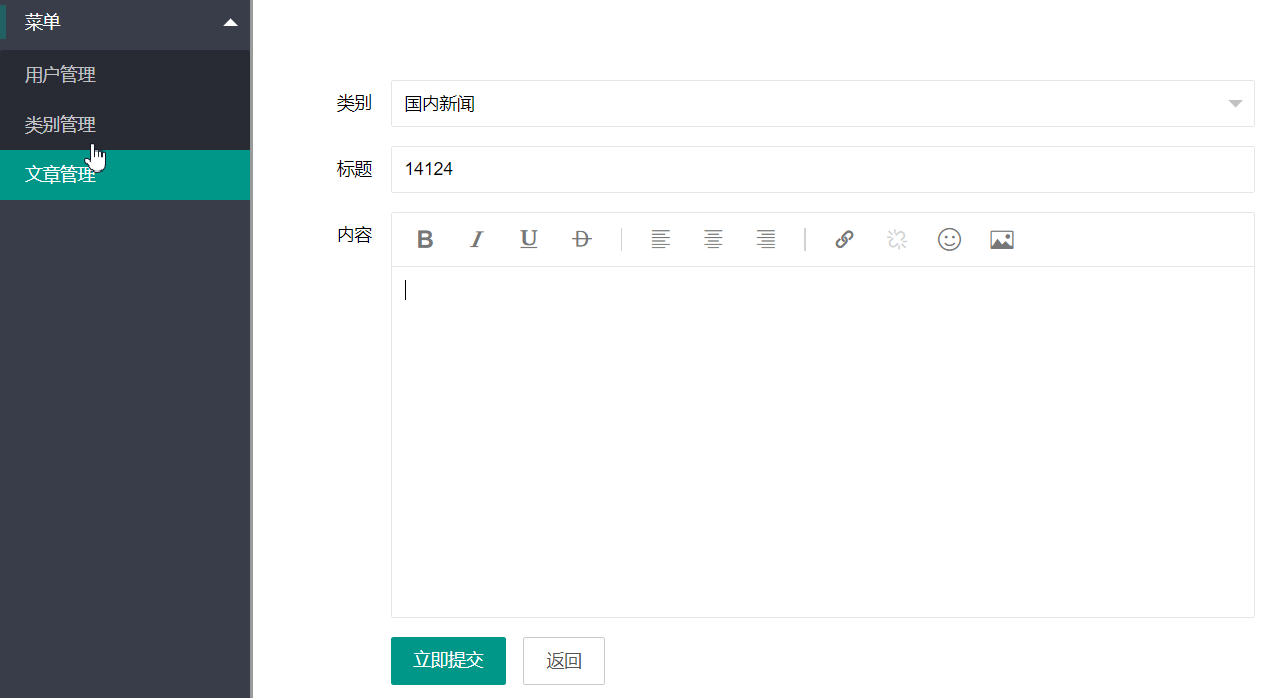 菜单
用户管理
类别管理
文章管理
类别
国内新闻
标题
14124
内容
B I U D
立即提交
返回